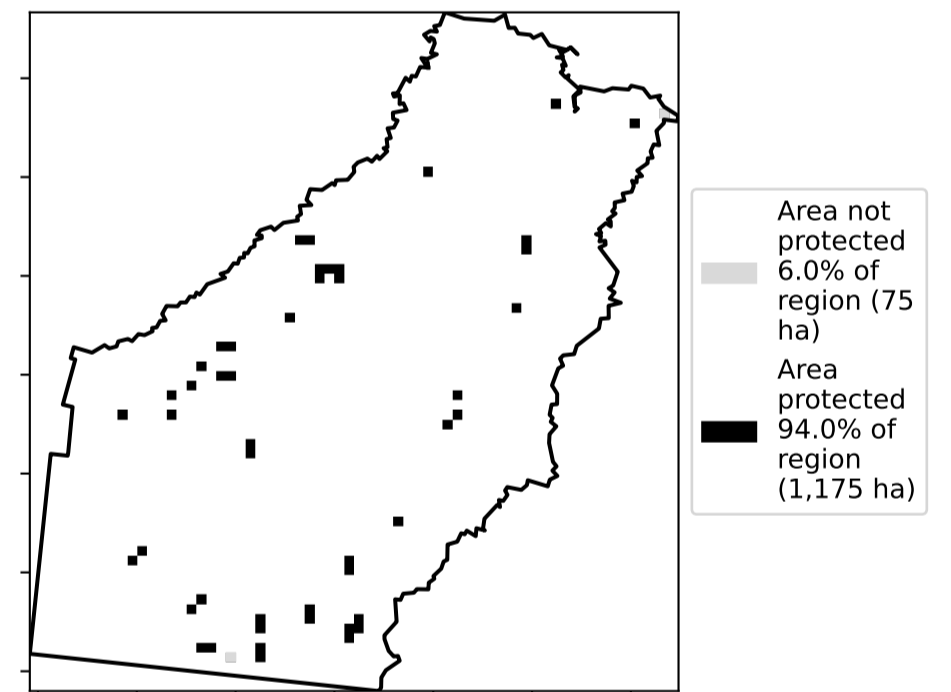 Area not
protected
6.0% of
region (75
ha)
Area
protected
94.0% of
region
(1,175 ha)